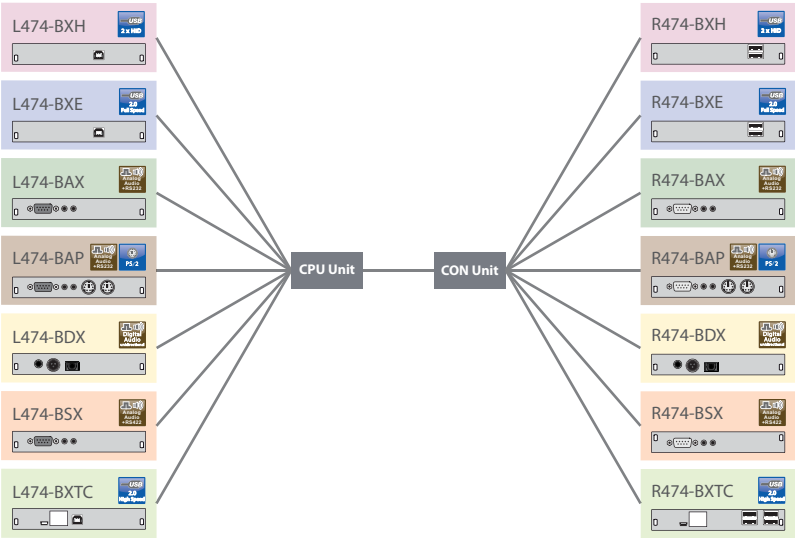 L474-BXH
USB
2 x HID
L474-BXE
USB
2.0
Full Speed
L474-BAX
Analog
Audio
+RS232
L474-BAP
Analog
Audio
+RS232
PS/2
L474-BDX
Digital
Audio
L474-BSX
Analog
Audio
+RS422
L474-BXTC
USB
2.0
High Speed
CPU Unit
CON Unit
R474-BXH
USB
2 x HID
R474-BXE
USB
2.0
Full Speed
R474-BAX
Analog
Audio
+RS232
R474-BAP
Analog
Audio
+RS232
PS/2
R474-BDX
Digital
Audio
R474-BSX
Analog
Audio
+RS422
R474-BXTC
USB
2.0
High Speed